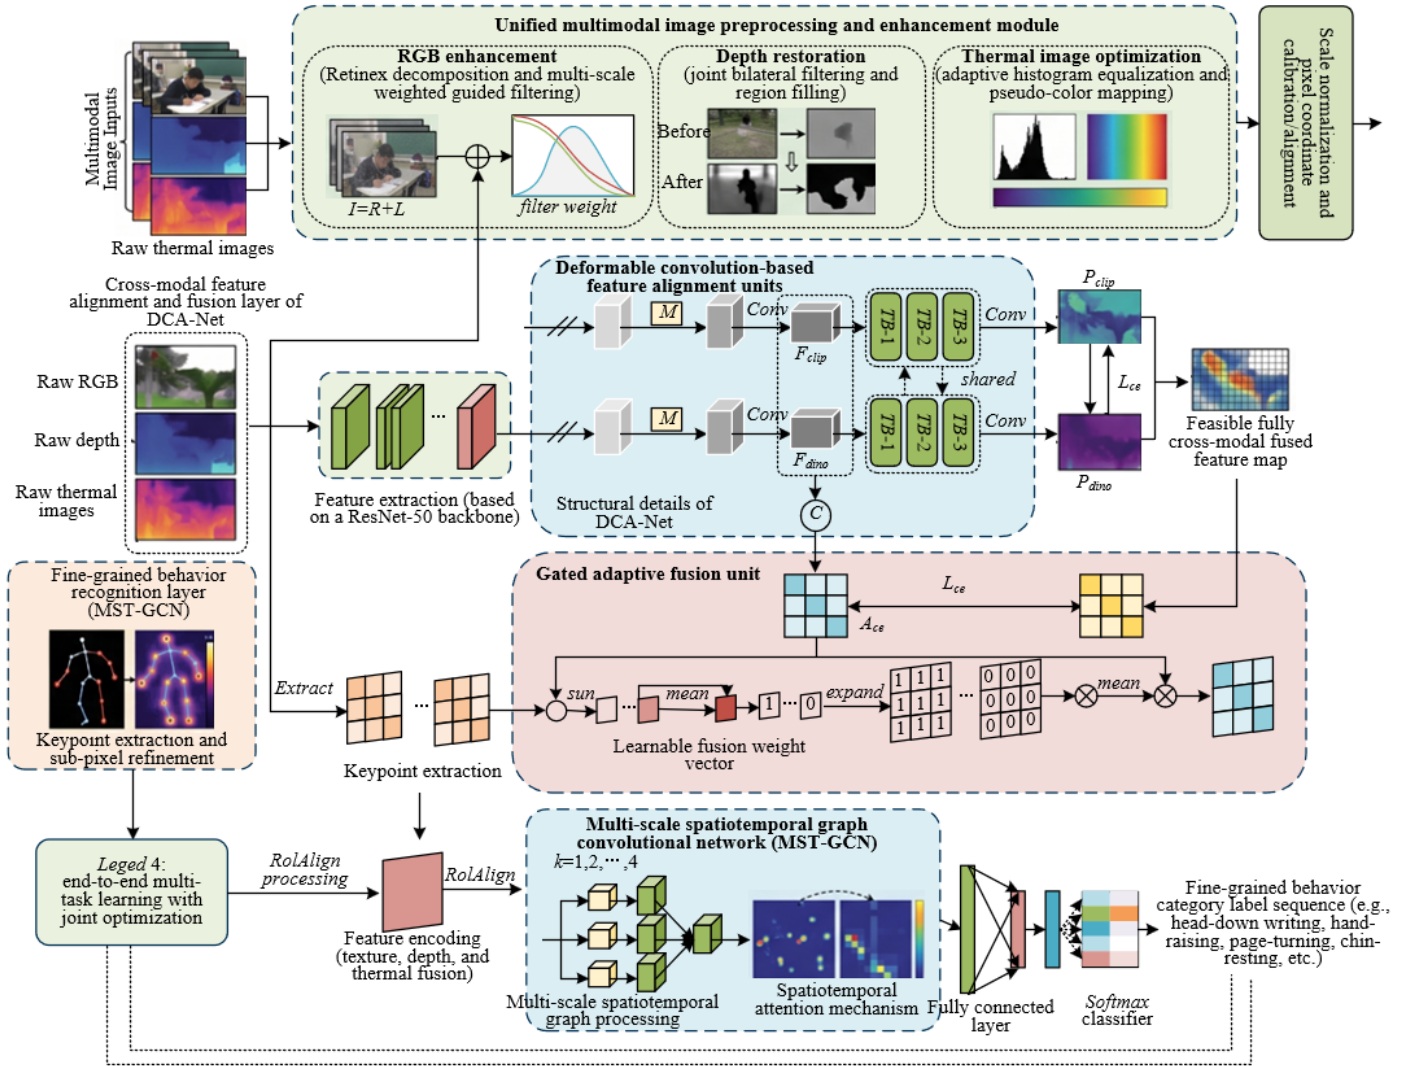 Unified multimodal image preprocessing and enhancement module
RGB enhancement
(Retinex decomposition and multi-scale
weighted guided filtering)
I=R+L
filter weight
Depth restoration
(joint bilateral filtering and
region filling)
Before
After
Thermal image optimization
(adaptive histogram equalization and
pseudo-color mapping)
Scale normalization and
pixel coordinate
calibration/alignment
Multimodal
Image Inputs
Raw thermal images
Cross-modal feature
alignment and fusion layer of
DCA-Net
Raw RGB
Raw depth
Raw thermal
images
Feature extraction (based
on a ResNet-50 backbone)
Deformable convolution-based
feature alignment units
M
Conv
F_clip
TB-1
TB-2
TB-3
Conv
shared
M
Conv
F_dino
TB-1
TB-2
TB-3
Conv
Structural details of
DCA-Net
C
P_clip
L_ce
P_dino
Feasible fully
cross-modal fused
feature map
Fine-grained behavior
recognition layer
(MST-GCN)
Keypoint extraction and
sub-pixel refinement
Extract
...
Keypoint extraction
Gated adaptive fusion unit
L_ce
A_ce
sun
...
mean
1 ... 0
expand
1 1 1
1 1 1
1 1 1
...
0 0 0
0 0 0
0 0 0
mean
Learnable fusion weight
vector
Leged 4:
end-to-end multi-
task learning with
joint optimization
RolAlign
processing
RolAlign
Feature encoding
(texture, depth, and
thermal fusion)
Multi-scale spatiotemporal graph
convolutional network (MST-GCN)
k=1,2,···,4
Multi-scale spatiotemporal
graph processing
Spatiotemporal
attention mechanism
Fully connected
layer
Softmax
classifier
Fine-grained behavior
category label sequence (e.g.,
head-down writing, hand-
raising, page-turning, chin-
resting, etc.)